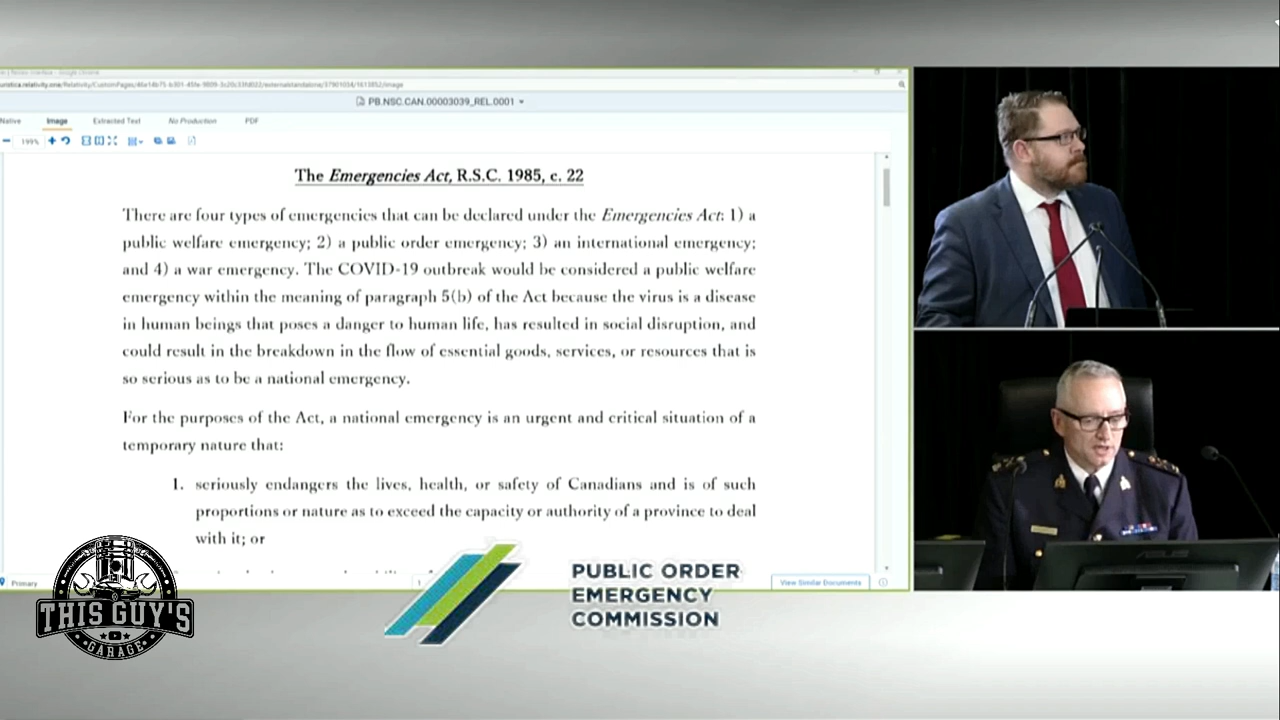 PB.NSC.CAN.00003039_REL.0001
Native Image Extracted Text No Production PDF
199%
The Emergencies Act, R.S.C. 1985, c. 22
There are four types of emergencies that can be declared under the Emergencies Act: 1) a
public welfare emergency; 2) a public order emergency; 3) an international emergency;
and 4) a war emergency. The COVID-19 outbreak would be considered a public welfare
emergency within the meaning of paragraph 5(b) of the Act because the virus is a disease
in human beings that poses a danger to human life, has resulted in social disruption, and
could result in the breakdown in the flow of essential goods, services, or resources that is
so serious as to be a national emergency.
For the purposes of the Act, a national emergency is an urgent and critical situation of a
temporary nature that:
1. seriously endangers the lives, health, or safety of Canadians and is of such
proportions or nature as to exceed the capacity or authority of a province to deal
with it; or
Primary
1
View Similar Documents
THIS GUY'S
GARAGE
PUBLIC ORDER
EMERGENCY
COMMISSION
ASUS